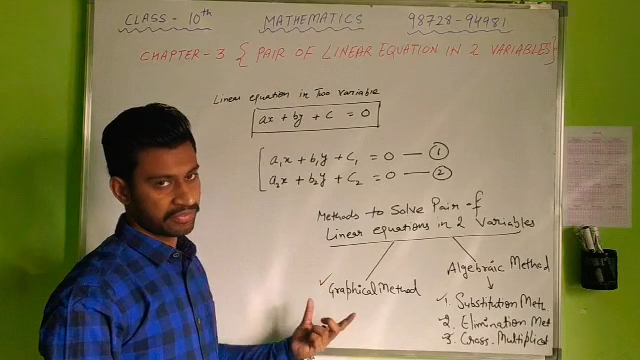 CLASS - 10th MATHEMATICS 98728-94981
CHAPTER-3 { PAIR OF LINEAR EQUATION IN 2 VARIABLES}
Linear equation in Two variable
ax + by + c = 0
a₁x + b₁y + c₁ = 0 — ①
a₂x + b₂y + c₂ = 0 — ②
Methods to Solve Pair of
Linear equations in 2 Variables
✓ Graphical Method
Algebraic Method
✓ 1. Substitution Met
2. Elimination Met
3. Cross-Multiplicat